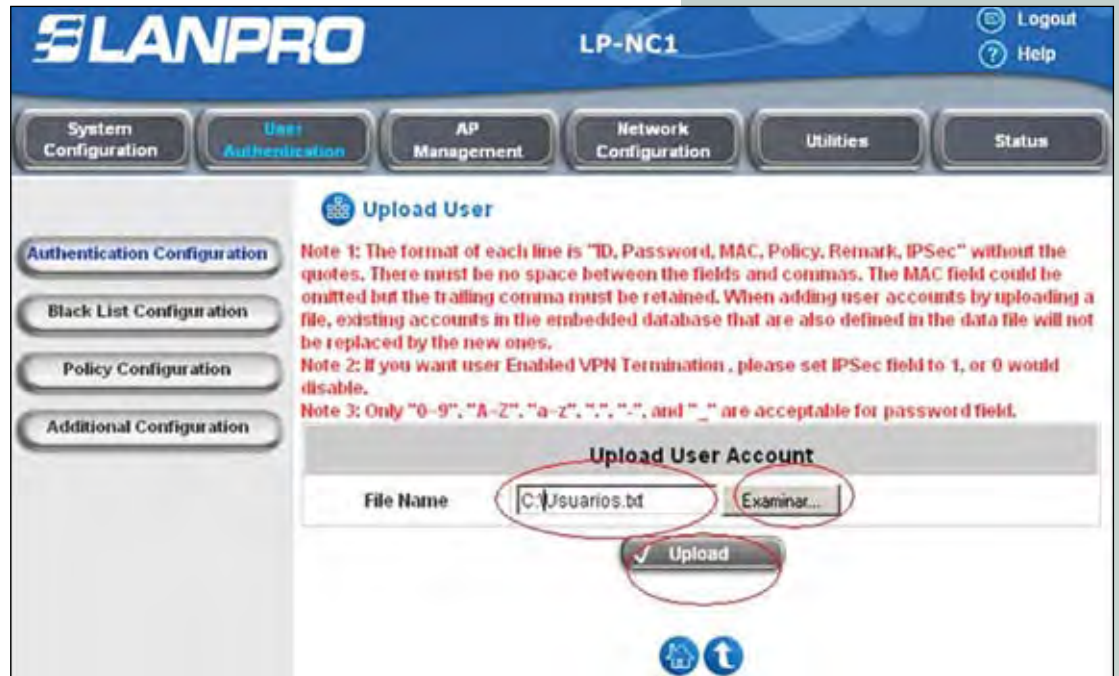 LANPRO
LP-NC1
Logout
Help
System
Configuration
User
Authentication
AP
Management
Network
Configuration
Utilities
Status
Authentication Configuration
Black List Configuration
Policy Configuration
Additional Configuration
Upload User
Note 1: The format of each line is "ID, Password, MAC, Policy, Remark, IPSec" without the
quotes. There must be no space between the fields and commas. The MAC field could be
omitted but the trailing comma must be retained. When adding user accounts by uploading a
file, existing accounts in the embedded database that are also defined in the data file will not
be replaced by the new ones.
Note 2: If you want user Enabled VPN Termination , please set IPSec field to 1, or 0 would
disable.
Note 3: Only "0-9", "A-Z", "a-z", ".", "-", and "_" are acceptable for password field.
Upload User Account
File Name
C:\Usuarios.txt
Examinar...
Upload